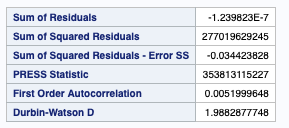 Sum of Residuals -1.239823E-7
Sum of Squared Residuals 277019629245
Sum of Squared Residuals - Error SS -0.034423828
PRESS Statistic 353813115227
First Order Autocorrelation 0.0051999648
Durbin-Watson D 1.9882877748